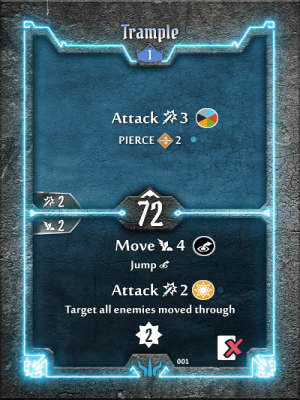 Trample
1
Attack 3
PIERCE 2
2
72
2
Move 4
Jump
Attack 2
Target all enemies moved through
2
001